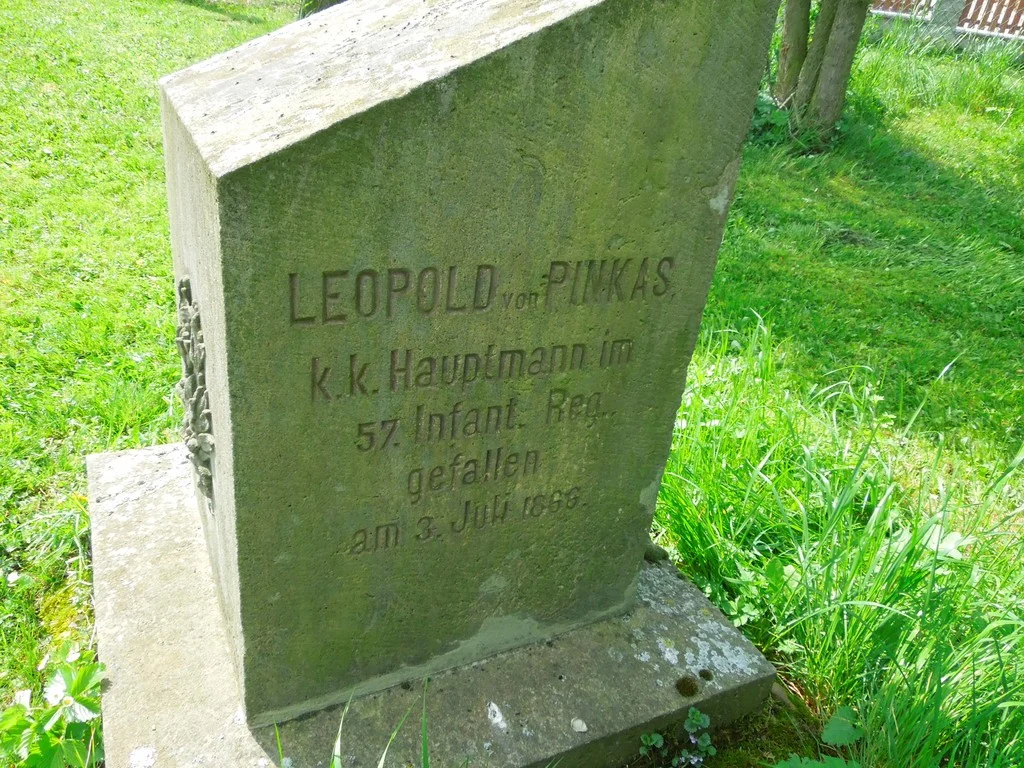 LEOPOLD von PINKAS,
k.k. Hauptmann im
57. Infant. Reg.
gefallen
am 3. Juli 1866.